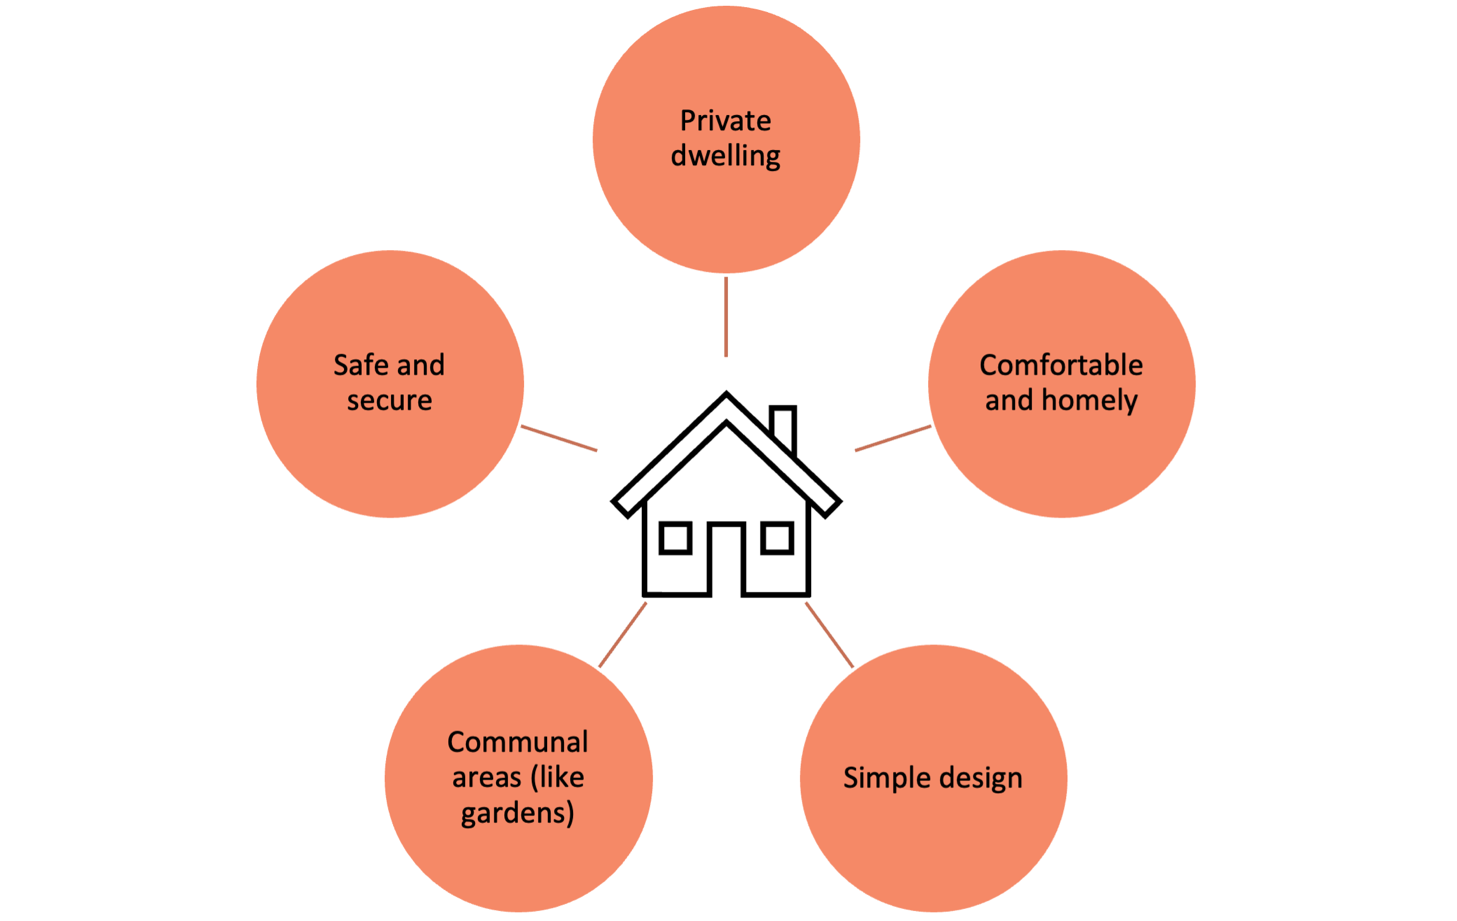 Private
dwelling
Safe and
secure
Comfortable
and homely
Communal
areas (like
gardens)
Simple design